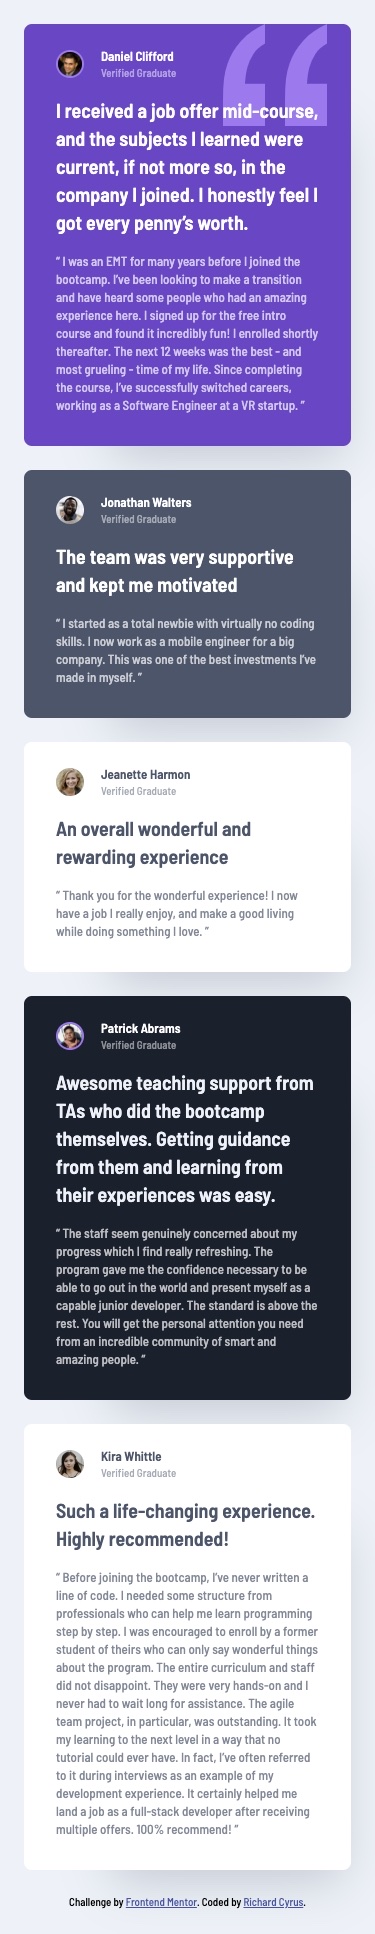 Daniel Clifford
Verified Graduate
I received a job offer mid-course,
and the subjects I learned were
current, if not more so, in the
company I joined. I honestly feel I
got every penny’s worth.
“ I was an EMT for many years before I joined the
bootcamp. I’ve been looking to make a transition
and have heard some people who had an amazing
experience here. I signed up for the free intro
course and found it incredibly fun! I enrolled shortly
thereafter. The next 12 weeks was the best - and
most grueling - time of my life. Since completing
the course, I’ve successfully switched careers,
working as a Software Engineer at a VR startup. ”
Jonathan Walters
Verified Graduate
The team was very supportive
and kept me motivated
“ I started as a total newbie with virtually no coding
skills. I now work as a mobile engineer for a big
company. This was one of the best investments I’ve
made in myself. ”
Jeanette Harmon
Verified Graduate
An overall wonderful and
rewarding experience
“ Thank you for the wonderful experience! I now
have a job I really enjoy, and make a good living
while doing something I love. ”
Patrick Abrams
Verified Graduate
Awesome teaching support from
TAs who did the bootcamp
themselves. Getting guidance
from them and learning from
their experiences was easy.
“ The staff seem genuinely concerned about my
progress which I find really refreshing. The
program gave me the confidence necessary to be
able to go out in the world and present myself as a
capable junior developer. The standard is above the
rest. You will get the personal attention you need
from an incredible community of smart and
amazing people. ”
Kira Whittle
Verified Graduate
Such a life-changing experience.
Highly recommended!
“ Before joining the bootcamp, I’ve never written a
line of code. I needed some structure from
professionals who can help me learn programming
step by step. I was encouraged to enroll by a former
student of theirs who can only say wonderful things
about the program. The entire curriculum and staff
did not disappoint. They were very hands-on and I
never had to wait long for assistance. The agile
team project, in particular, was outstanding. It took
my learning to the next level in a way that no
tutorial could ever have. In fact, I’ve often referred
to it during interviews as an example of my
development experience. It certainly helped me
land a job as a full-stack developer after receiving
multiple offers. 100% recommend! ”
Challenge by Frontend Mentor. Coded by Richard Cyrus.